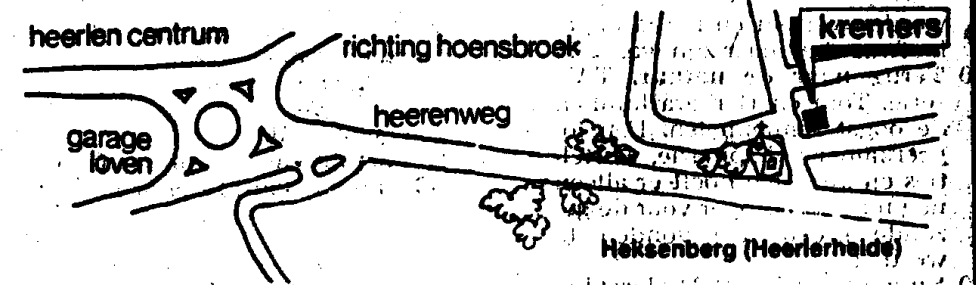 heerlen centrum
richting hoensbroek
kremers
heerenweg
garage
loven
Heksenberg (Heerlerheide)